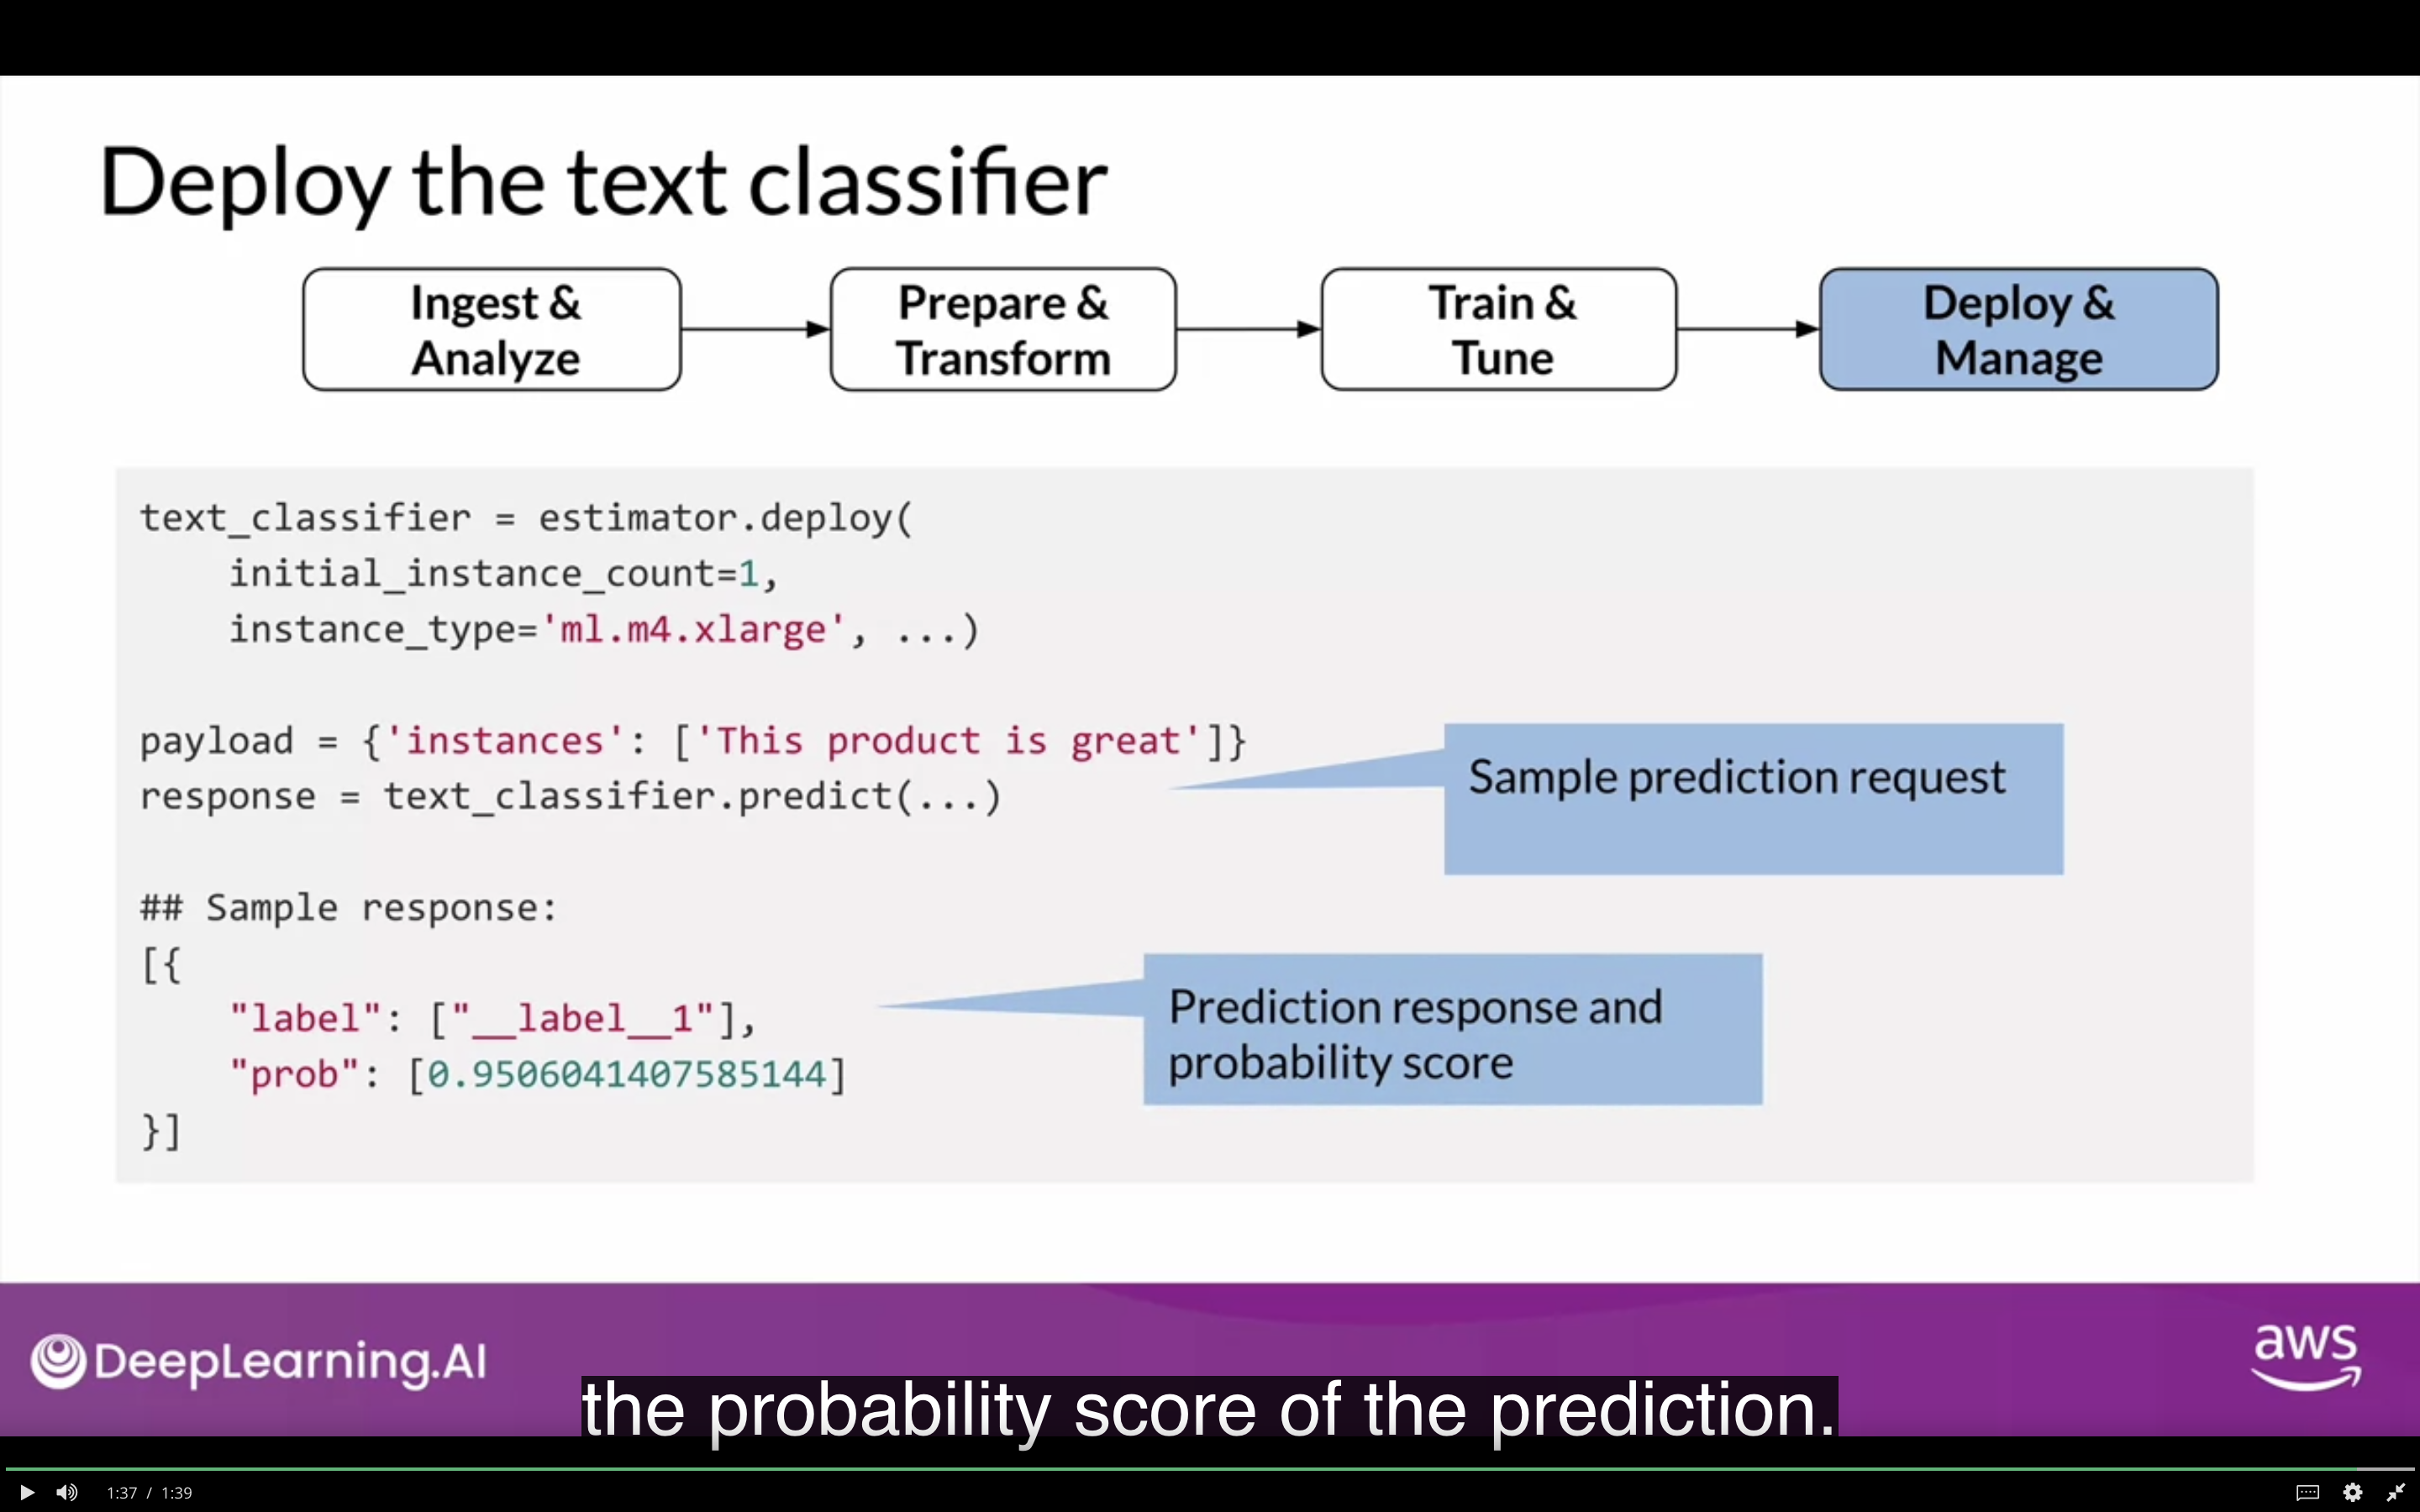 Deploy the text classifier
Ingest &
Analyze
Prepare &
Transform
Train &
Tune
Deploy &
Manage
text_classifier = estimator.deploy(
    initial_instance_count=1,
    instance_type='ml.m4.xlarge', ...)
payload = {'instances': ['This product is great']}
response = text_classifier.predict(...)
Sample prediction request
## Sample response:
[{
    "label": ["__label__1"],
    "prob": [0.9506041407585144]
}]
Prediction response and
probability score
DeepLearning.AI
aws
the probability score of the prediction.
1:37 / 1:39